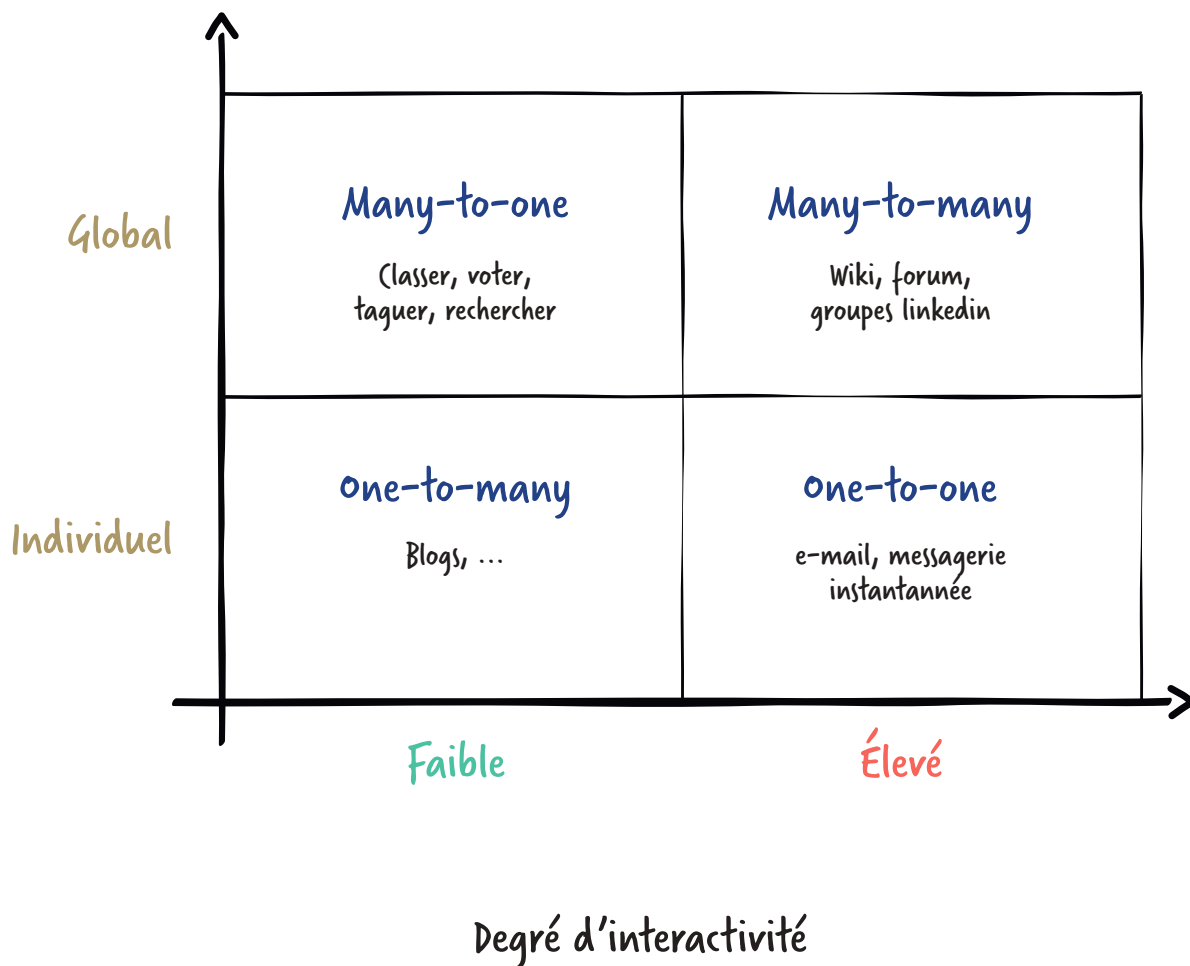 Global
Many-to-one
Classer, voter,
taguer, rechercher
Many-to-many
Wiki, forum,
groupes linkedin
Individuel
One-to-many
Blogs, ...
One-to-one
e-mail, messagerie
instantannée
Faible
Élevé
Degré d'interactivité